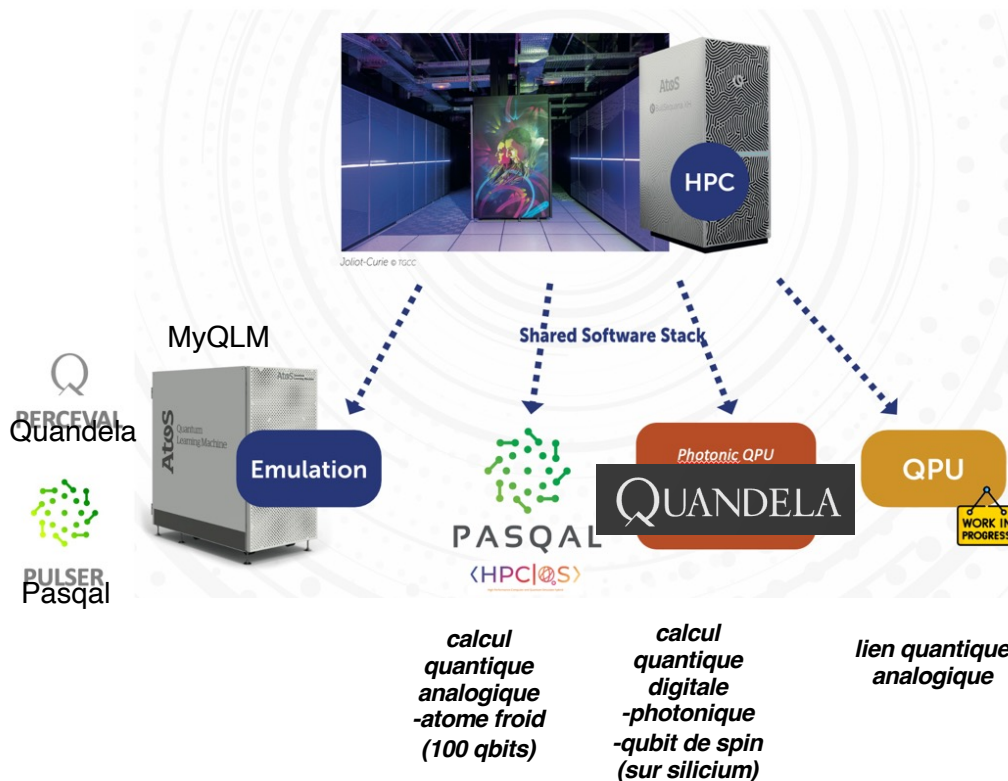 Atos
HPC
Joliot-Curie © TGCC
Shared Software Stack
MyQLM
PERCEVAL
Quandela
PULSER
Pasqal
Atos
Atos
Quantum
Learning Machine
Emulation
PASQAL
<HPC|QS>
Photonic QPU
QUANDELA
QPU
WORK IN
PROGRESS
calcul
quantique
analogique
-atome froid
(100 qbits)
calcul
quantique
digitale
-photonique
-qubit de spin
(sur silicium)
lien quantique
analogique